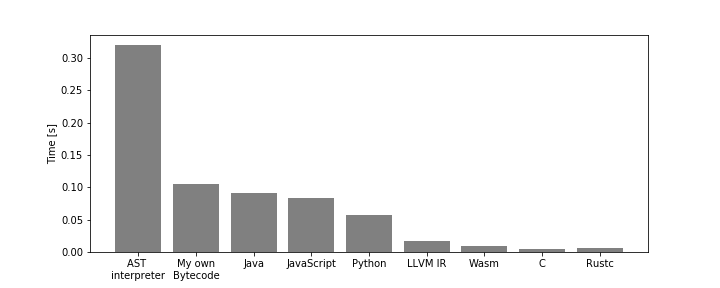 0.30
0.25
0.20
0.15
0.10
0.05
0.00
Time [s]
AST
interpreter
My own
Bytecode
Java
JavaScript
Python
LLVM IR
Wasm
C
Rustc